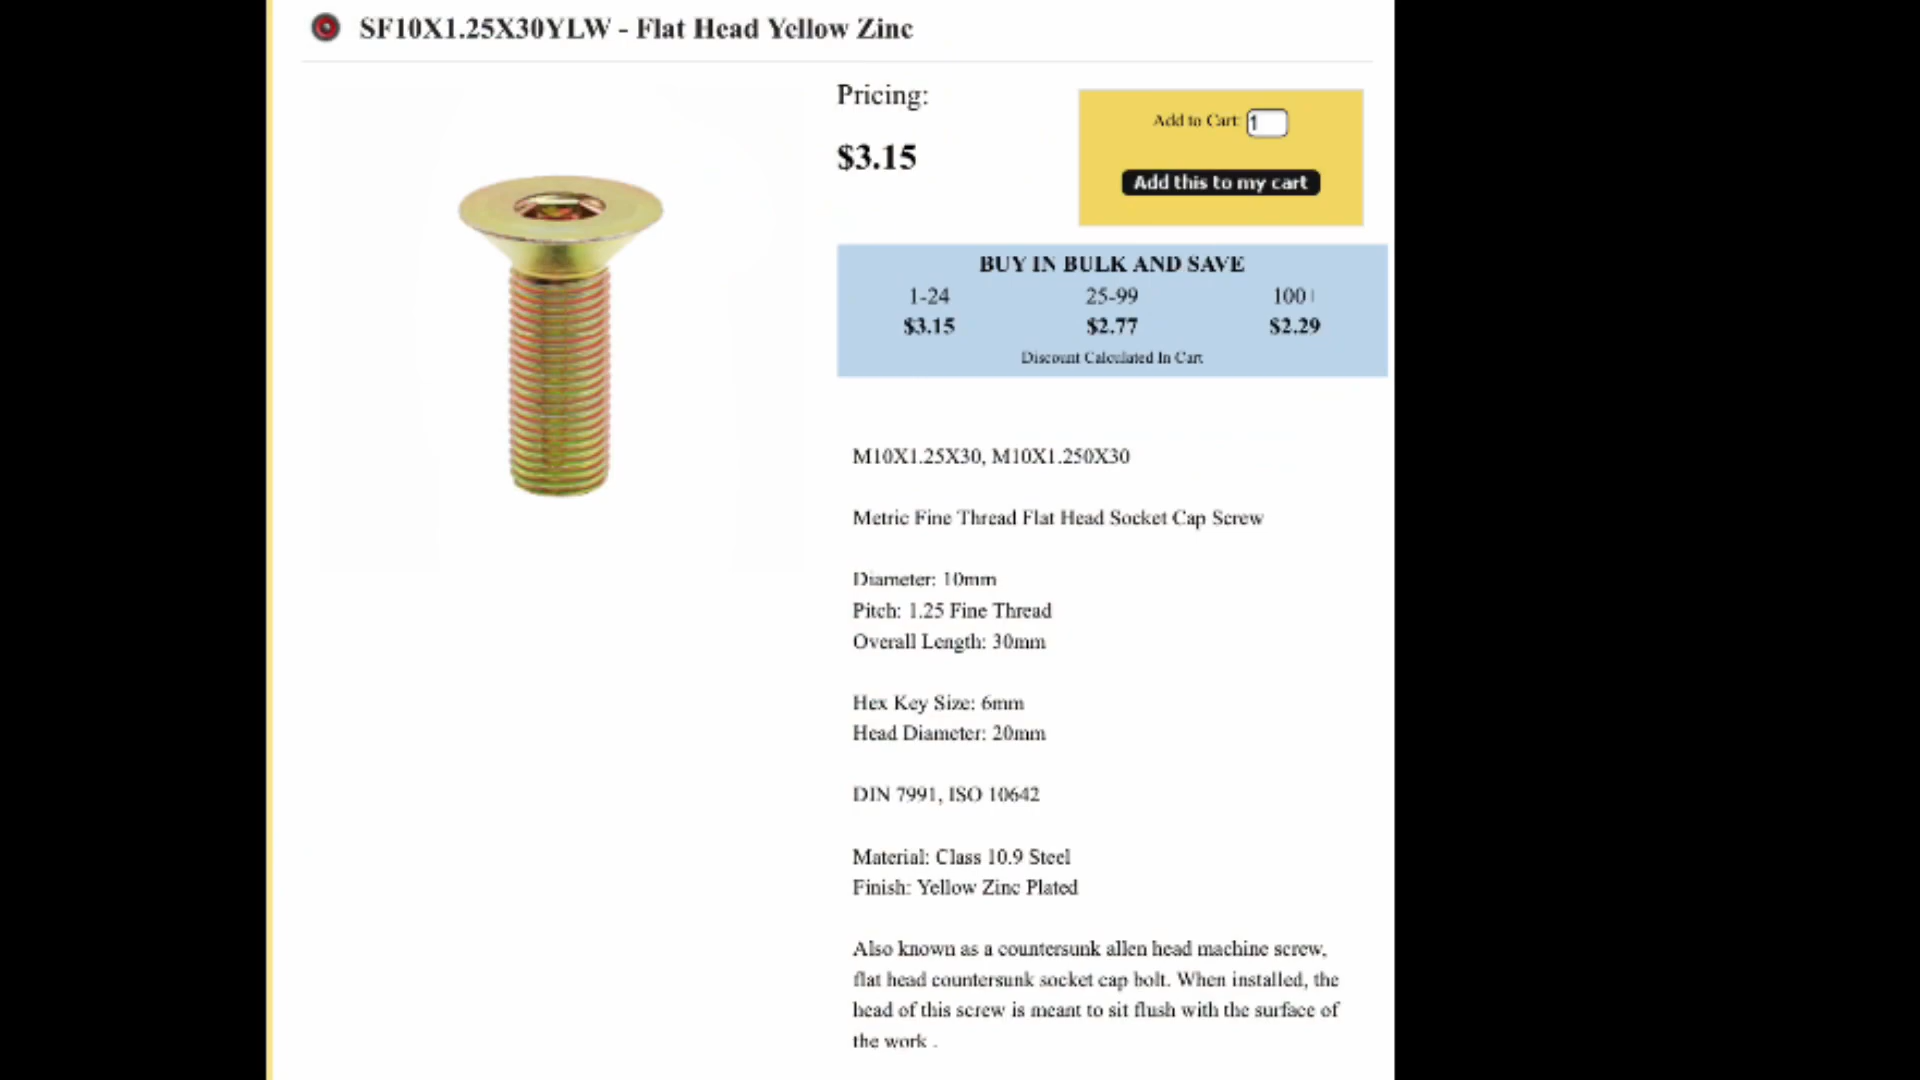 SF10X1.25X30YLW - Flat Head Yellow Zinc
Pricing:
$3.15
Add to Cart: 1
Add this to my cart
BUY IN BULK AND SAVE
1-24 25-99 100+
$3.15 $2.77 $2.29
Discount Calculated In Cart
M10X1.25X30, M10X1.250X30
Metric Fine Thread Flat Head Socket Cap Screw
Diameter: 10mm
Pitch: 1.25 Fine Thread
Overall Length: 30mm
Hex Key Size: 6mm
Head Diameter: 20mm
DIN 7991, ISO 10642
Material: Class 10.9 Steel
Finish: Yellow Zinc Plated
Also known as a countersunk allen head machine screw,
flat head countersunk socket cap bolt. When installed, the
head of this screw is meant to sit flush with the surface of
the work .